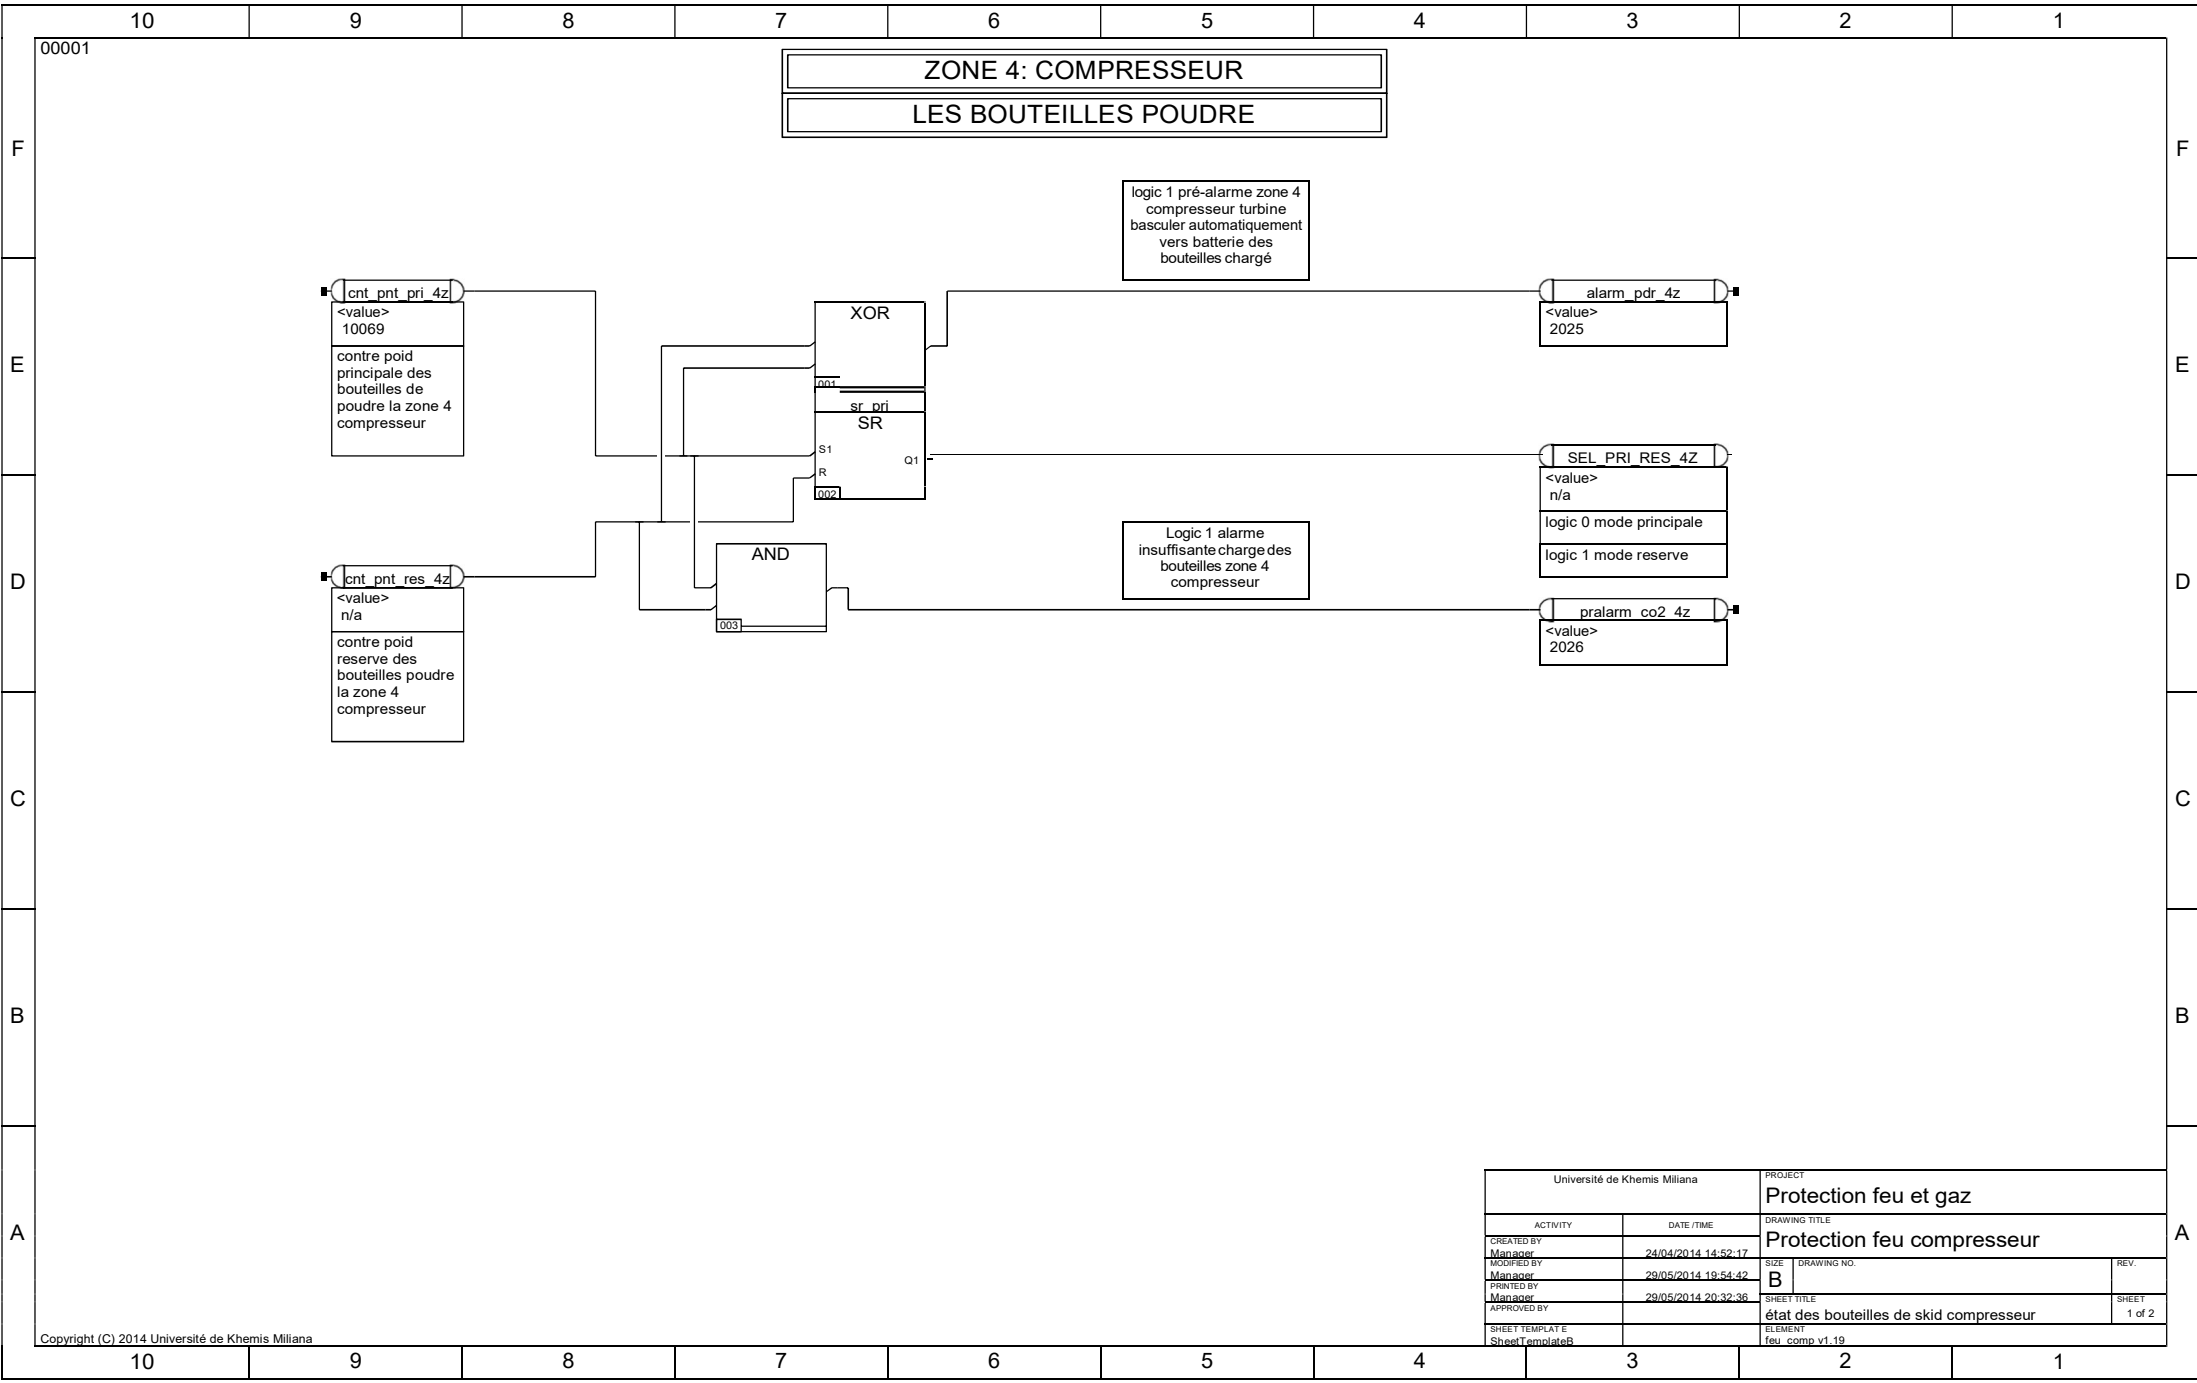 10 9 8 7 6 5 4 3 2 1
00001
ZONE 4: COMPRESSEUR
LES BOUTEILLES POUDRE
F F
logic 1 pré-alarme zone 4
compresseur turbine
basculer automatiquement
vers batterie des
bouteilles chargé
cnt_pnt_pri_4z
<value>
10069
contre poid
principale des
bouteilles de
poudre la zone 4
compresseur
XOR
001
alarm_pdr_4z
<value>
2025
E E
sr_pri
SR
S1
R
Q1
002
SEL_PRI_RES_4Z
<value>
n/a
logic 0 mode principale
logic 1 mode reserve
AND
003
Logic 1 alarme
insuffisante charge des
bouteilles zone 4
compresseur
cnt_pnt_res_4z
<value>
n/a
contre poid
reserve des
bouteilles poudre
la zone 4
compresseur
D D
pralarm_co2_4z
<value>
2026
C C
B B
A A
Université de Khemis Miliana
PROJECT
Protection feu et gaz
ACTIVITY DATE /TIME
DRAWING TITLE
Protection feu compresseur
CREATED BY
Manager 24/04/2014 14:52:17
MODIFIED BY
Manager 29/05/2014 19:54:42
SIZE DRAWING NO. REV.
B
PRINTED BY
Manager 29/05/2014 20:32:36
SHEET TITLE SHEET
état des bouteilles de skid compresseur 1 of 2
APPROVED BY
SHEET TEMPLAT E
SheetTemplateB
ELEMENT
feu_comp v1.19
Copyright (C) 2014 Université de Khemis Miliana
10 9 8 7 6 5 4 3 2 1